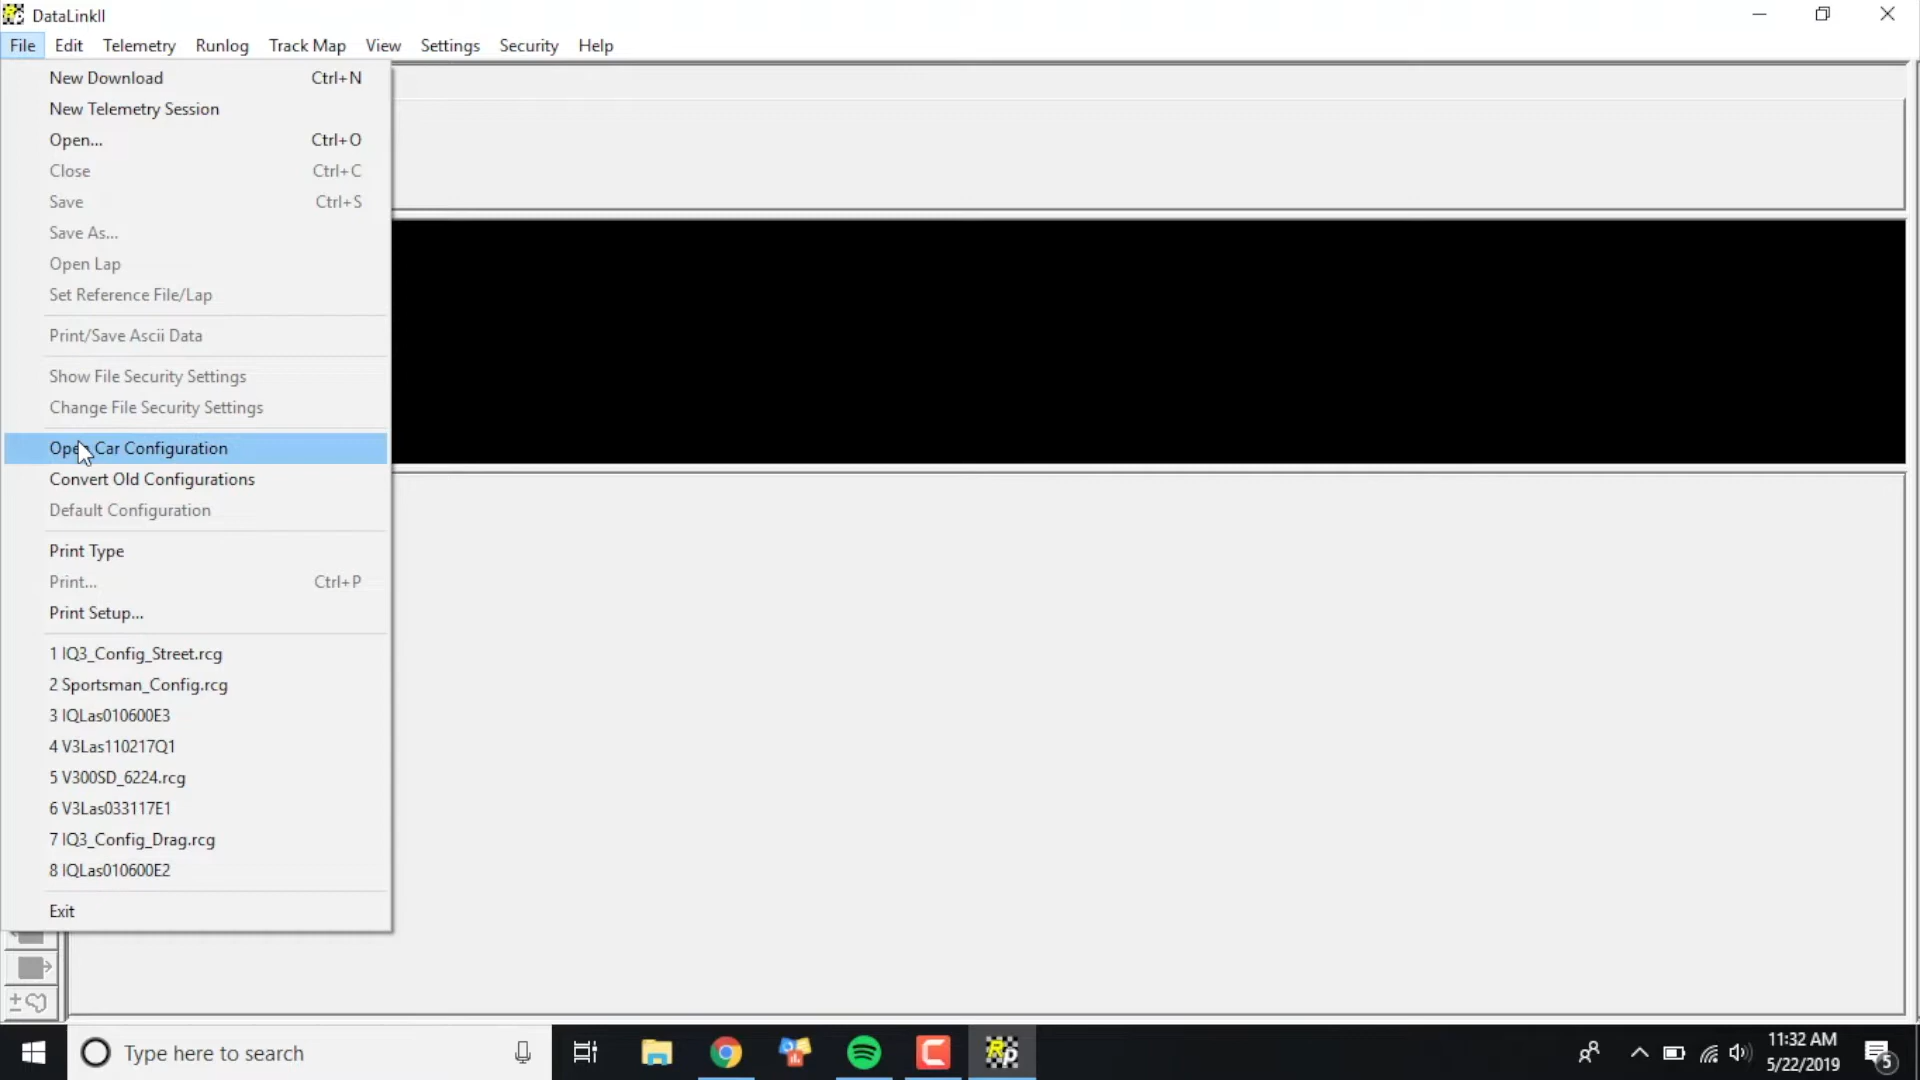 DataLinkII
File Edit Telemetry Runlog Track Map View Settings Security Help
New Download Ctrl+N
New Telemetry Session
Open... Ctrl+O
Close Ctrl+C
Save Ctrl+S
Save As...
Open Lap
Set Reference File/Lap
Print/Save Ascii Data
Show File Security Settings
Change File Security Settings
Open Car Configuration
Convert Old Configurations
Default Configuration
Print Type
Print... Ctrl+P
Print Setup...
1 IQ3_Config_Street.rcg
2 Sportsman_Config.rcg
3 IQLas010600E3
4 V3Las110217Q1
5 V300SD_6224.rcg
6 V3Las033117E1
7 IQ3_Config_Drag.rcg
8 IQLas010600E2
Exit
Type here to search
11:32 AM
5/22/2019
5